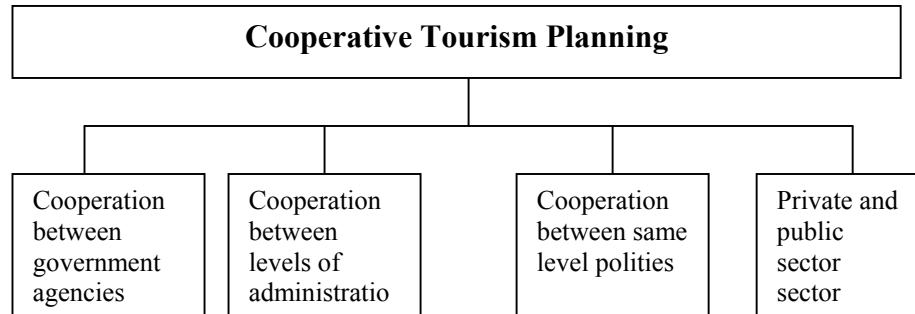 Cooperative Tourism Planning
Cooperation
between
government
agencies
Cooperation
between
levels of
administratio
Cooperation
between same
level polities
Private and
public
sector
sector